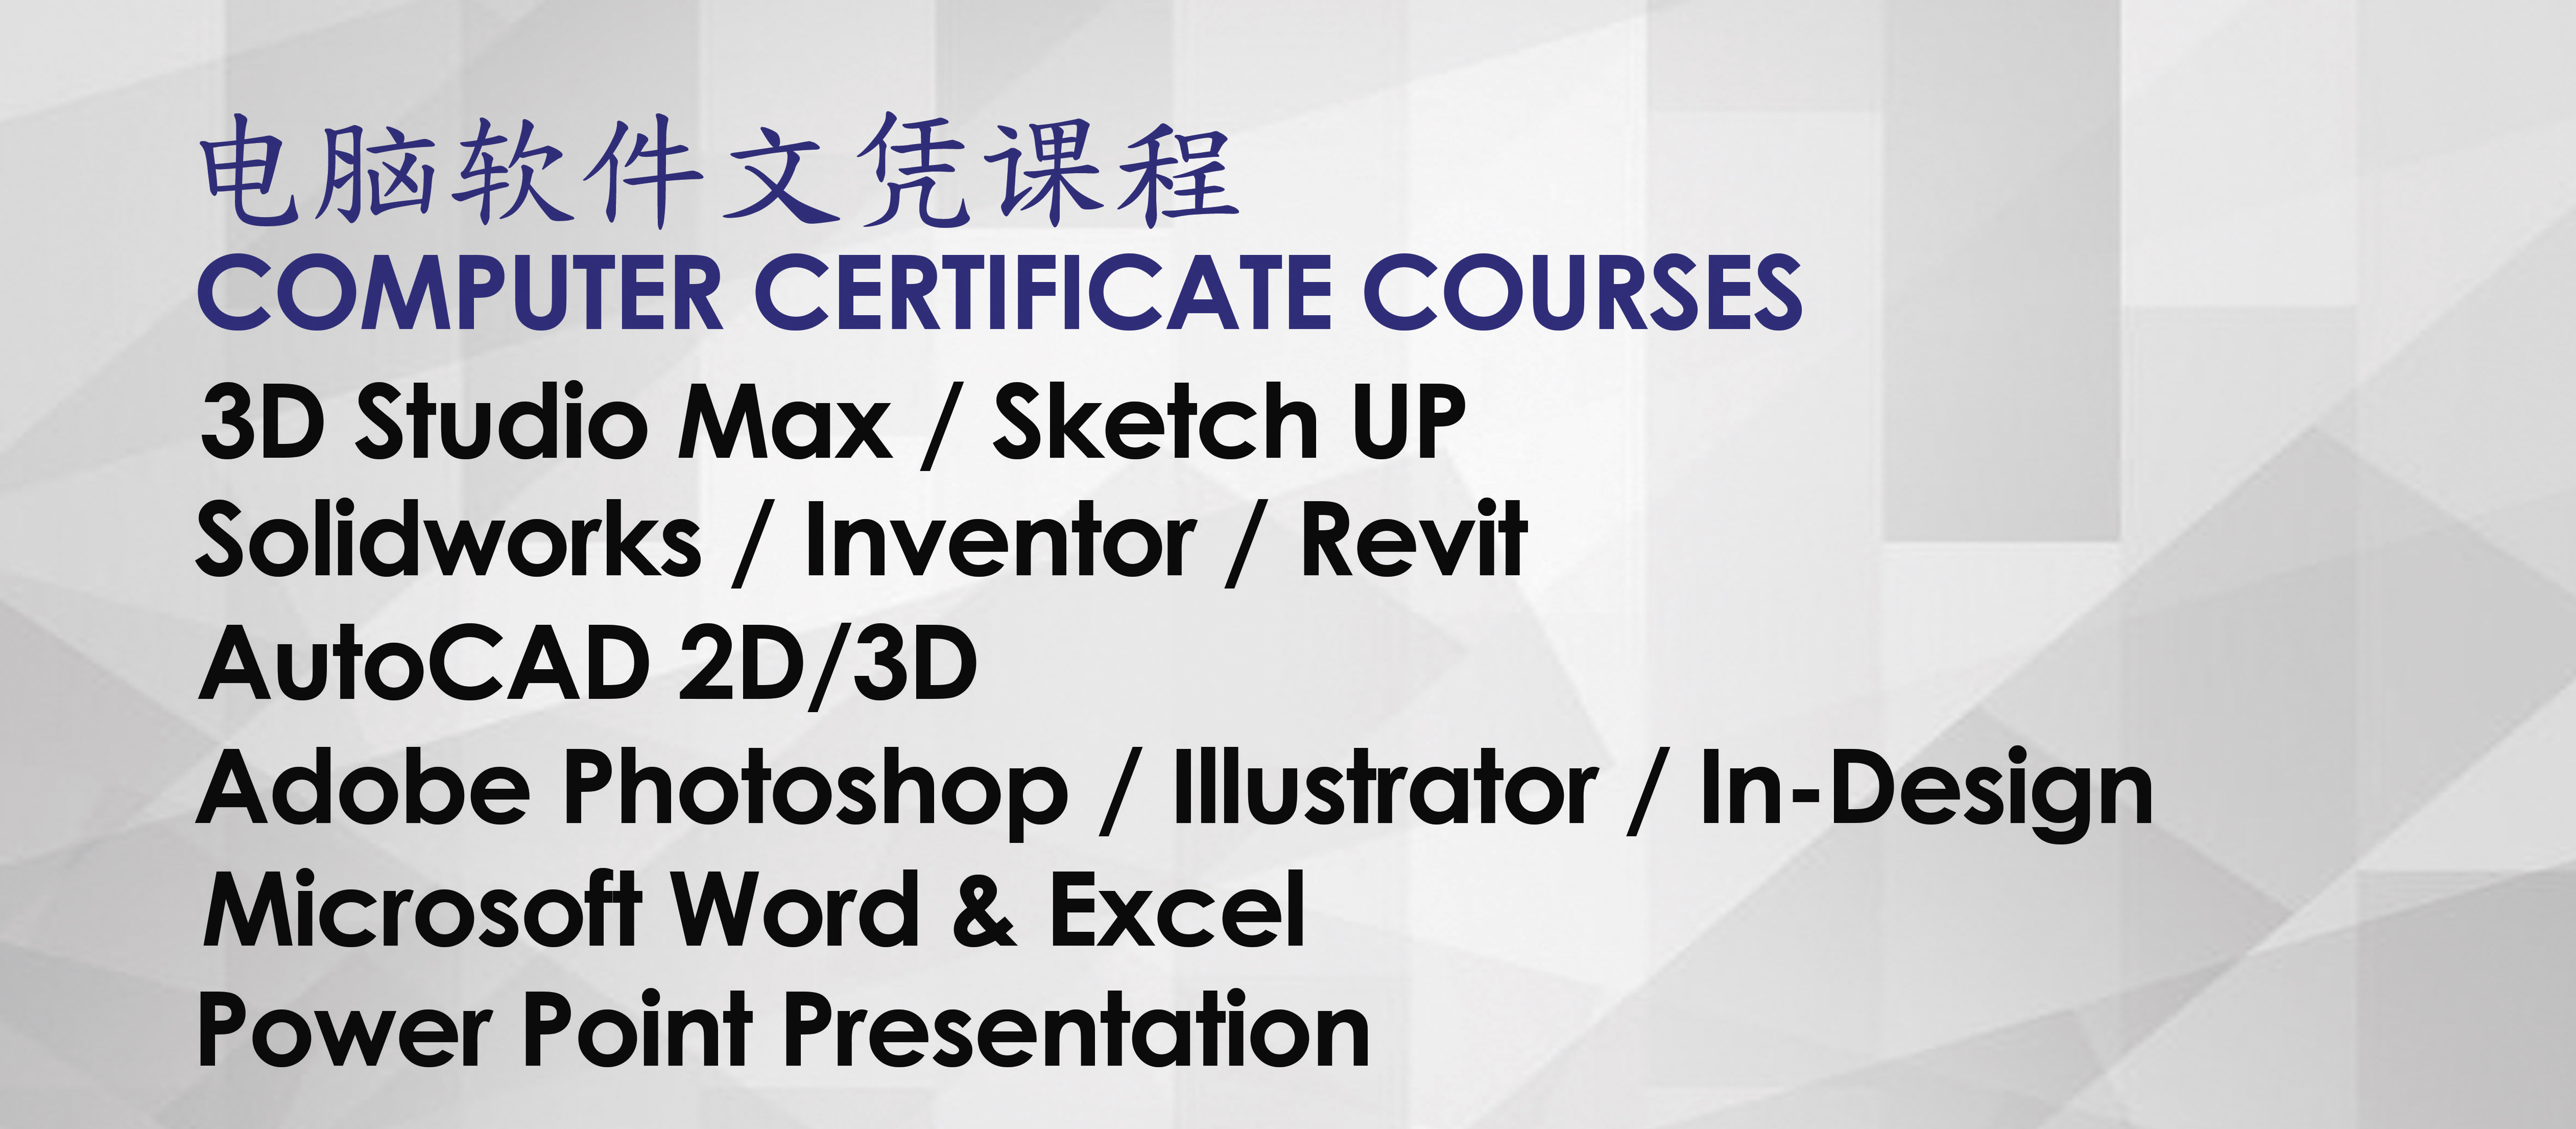 电脑软件文凭课程
COMPUTER CERTIFICATE COURSES
3D Studio Max / Sketch UP
Solidworks / Inventor / Revit
AutoCAD 2D/3D
Adobe Photoshop / Illustrator / In-Design
Microsoft Word & Excel
Power Point Presentation